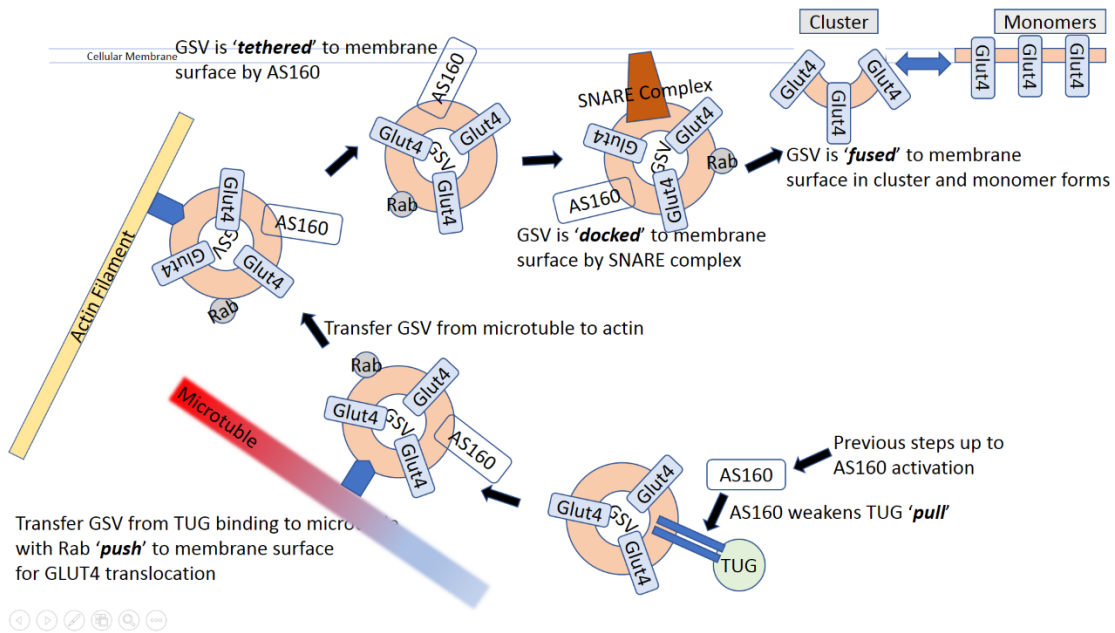 Cluster
Monomers
Cellular Membrane
GSV is ‘tethered’ to membrane
surface by AS160
AS160
Glut4
Glut4
GSV
Glut4
Rab
SNARE Complex
Glut4
Glut4
GSV
Glut4
Rab
AS160
GSV is ‘docked’ to membrane
surface by SNARE complex
Glut4
Glut4
Glut4
Glut4
Glut4
Glut4
GSV is ‘fused’ to membrane
surface in cluster and monomer forms
Actin Filament
Glut4
AS160
GSV
Glut4
Glut4
Rab
Transfer GSV from microtuble to actin
Rab
Glut4
Glut4
GSV
AS160
Glut4
Microtuble
Transfer GSV from TUG binding to
with Rab ‘push’ to membrane surface
for GLUT4 translocation
Glut4
Glut4
GSV
Glut4
TUG
Previous steps up to
AS160 activation
AS160
AS160 weakens TUG ‘pull’